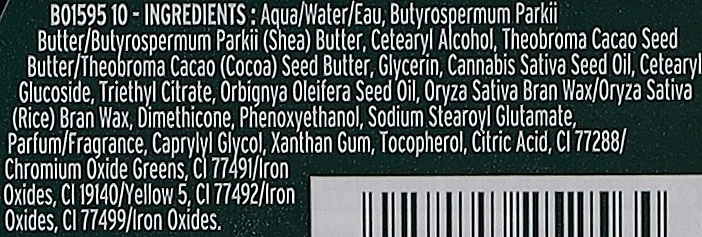 B01595 10 - INGREDIENTS : Aqua/Water/Eau, Butyrospermum Parkii
Butter/Butyrospermum Parkii (Shea) Butter, Cetearyl Alcohol, Theobroma Cacao Seed
Butter/Theobroma Cacao (Cocoa) Seed Butter, Glycerin, Cannabis Sativa Seed Oil, Cetearyl
Glucoside, Triethyl Citrate, Orbignya Oleifera Seed Oil, Oryza Sativa Bran Wax/Oryza Sativa
(Rice) Bran Wax, Dimethicone, Phenoxyethanol, Sodium Stearoyl Glutamate,
Parfum/Fragrance, Caprylyl Glycol, Xanthan Gum, Tocopherol, Citric Acid, CI 77288/
Chromium Oxide Greens, CI 77491/Iron
Oxides, CI 19140/Yellow 5, CI 77492/Iron
Oxides, CI 77499/Iron Oxides.